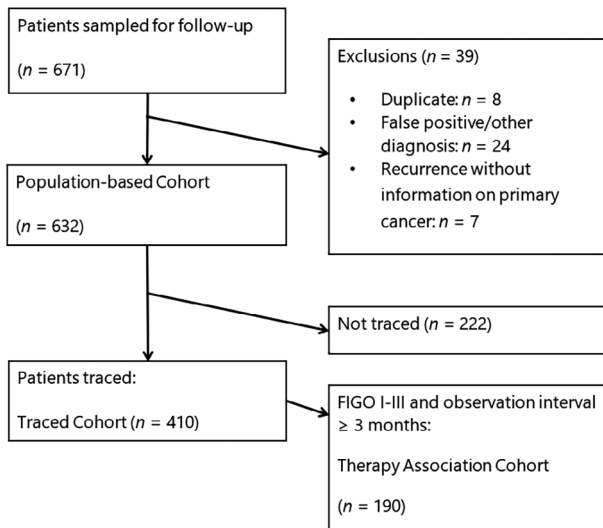 Patients sampled for follow-up
(n = 671)
Exclusions (n = 39)
• Duplicate: n = 8
• False positive/other
diagnosis: n = 24
• Recurrence without
information on primary
cancer: n = 7
Population-based Cohort
(n = 632)
Not traced (n = 222)
Patients traced:
Traced Cohort (n = 410)
FIGO I-III and observation interval
≥ 3 months:
Therapy Association Cohort
(n = 190)